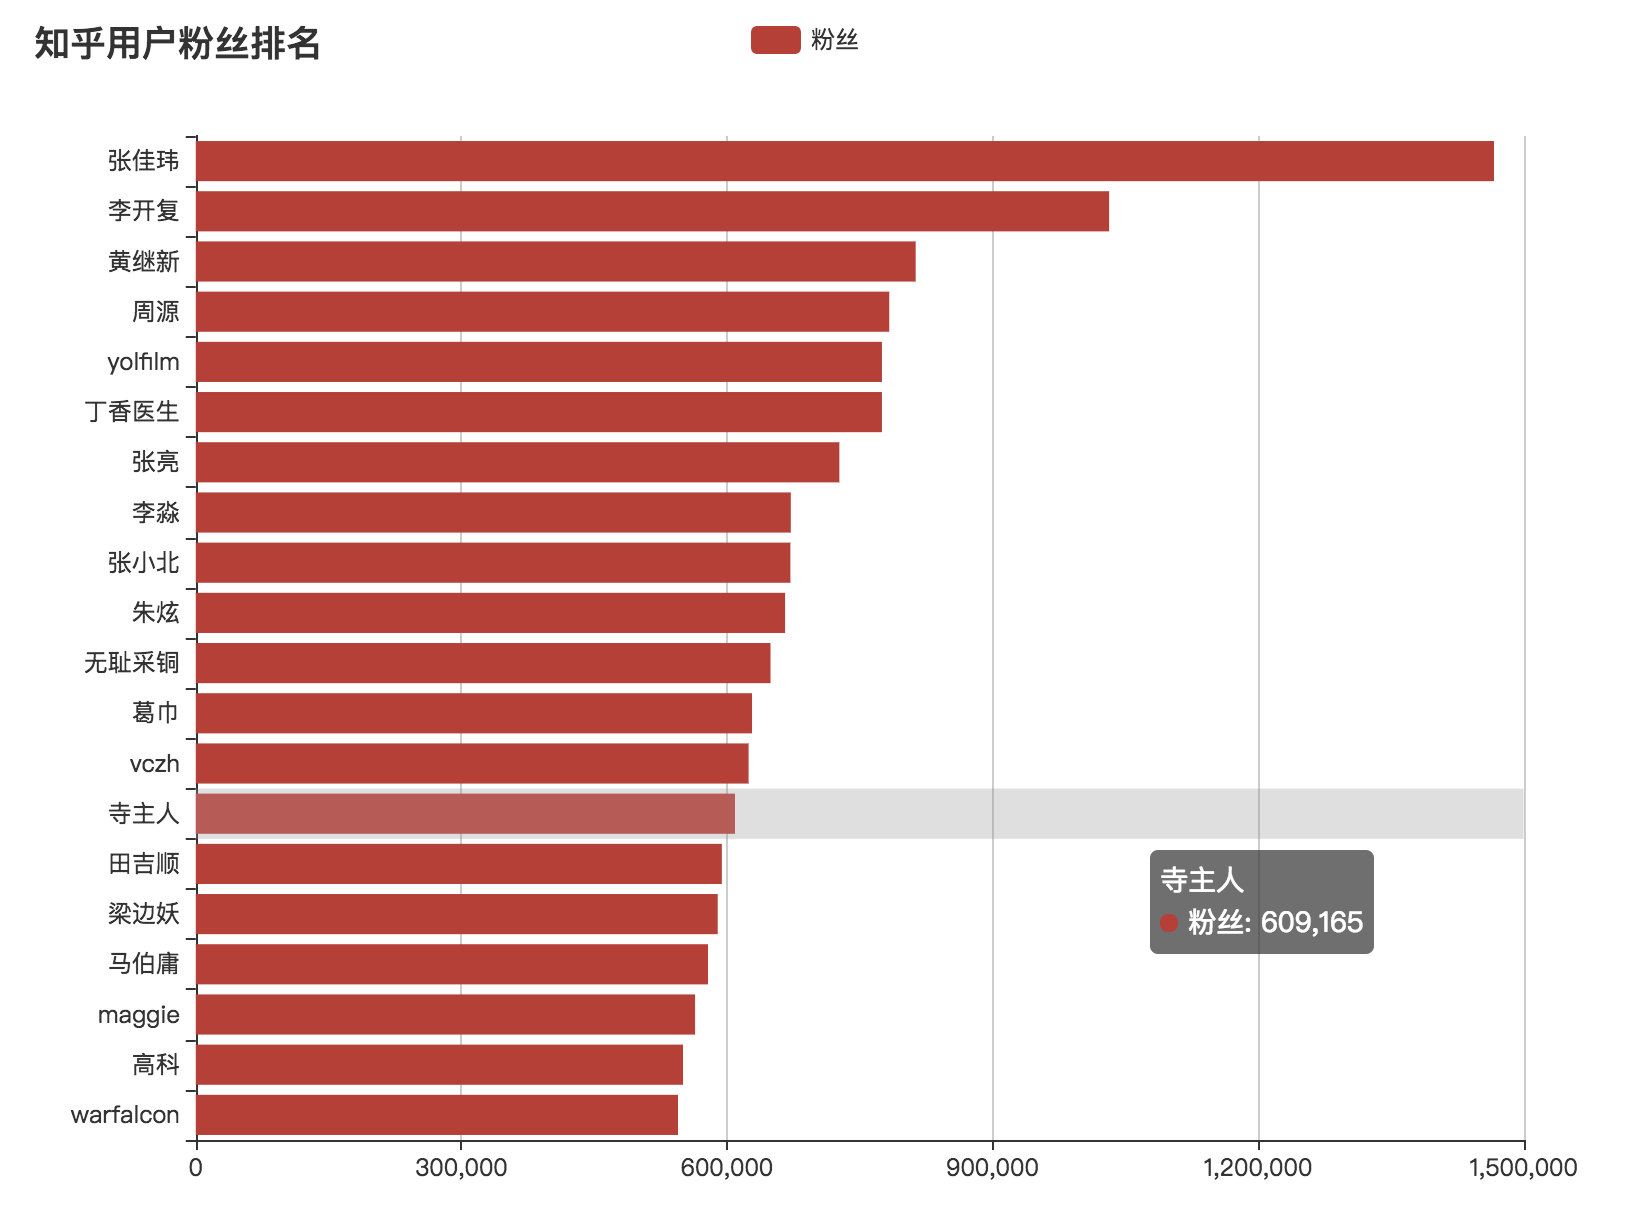 知乎用户粉丝排名
粉丝
张佳玮
李开复
黄继新
周源
yolfilm
丁香医生
张亮
李淼
张小北
朱炫
无耻采铜
葛巾
vczh
寺主人
田吉顺
梁边妖
马伯庸
maggie
高科
warfalcon
寺主人
粉丝: 609,165
0 300,000 600,000 900,000 1,200,000 1,500,000